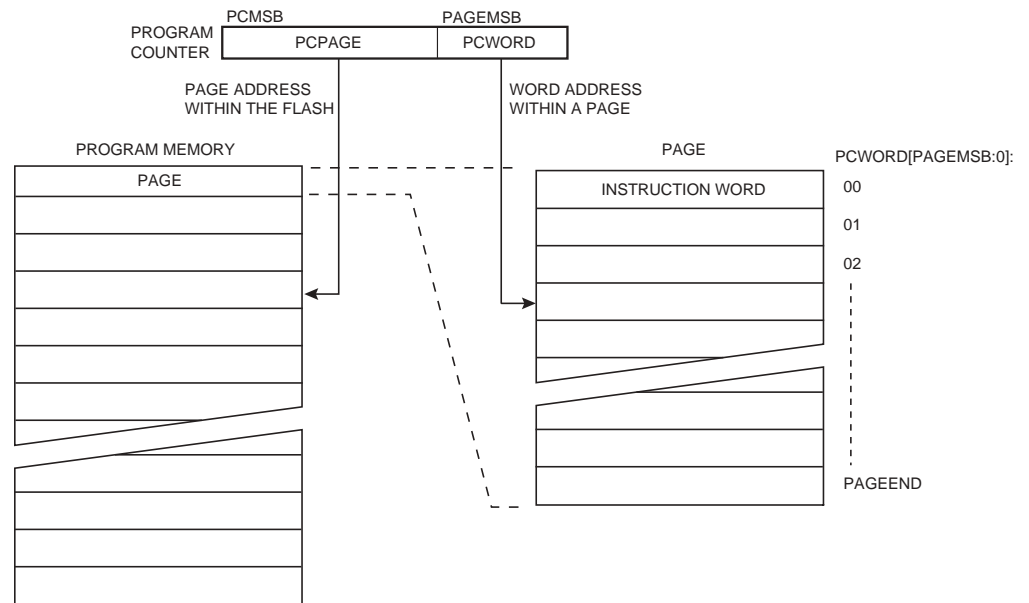 PCMSB PAGEMSB
PROGRAM
COUNTER
PCPAGE PCWORD
PAGE ADDRESS
WITHIN THE FLASH
WORD ADDRESS
WITHIN A PAGE
PROGRAM MEMORY
PAGE
PAGE
INSTRUCTION WORD
PCWORD[PAGEMSB:0]:
00
01
02
PAGEEND